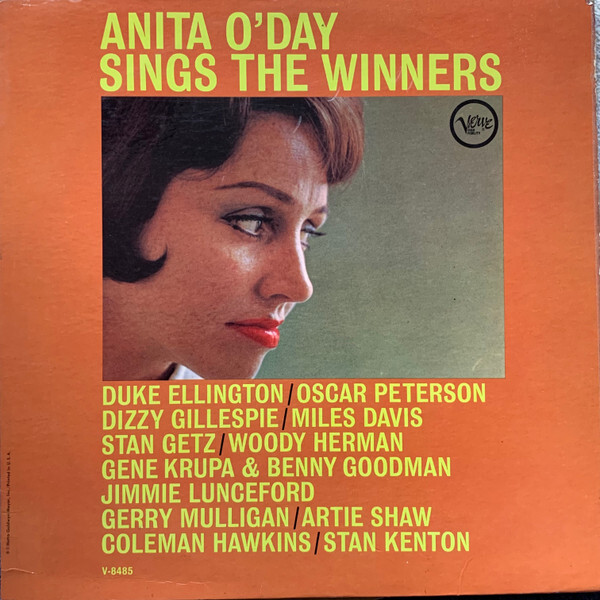 ANITA O'DAY
SINGS THE WINNERS
Verve
DUKE ELLINGTON/OSCAR PETERSON
DIZZY GILLESPIE/MILES DAVIS
STAN GETZ/WOODY HERMAN
GENE KRUPA & BENNY GOODMAN
JIMMIE LUNCEFORD
GERRY MULLIGAN/ARTIE SHAW
COLEMAN HAWKINS/STAN KENTON
V-8485